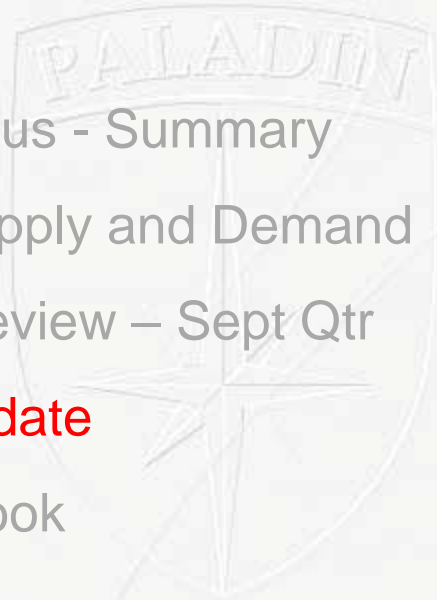 PALADIN
us - Summary
pply and Demand
eview – Sept Qtr
date
ook